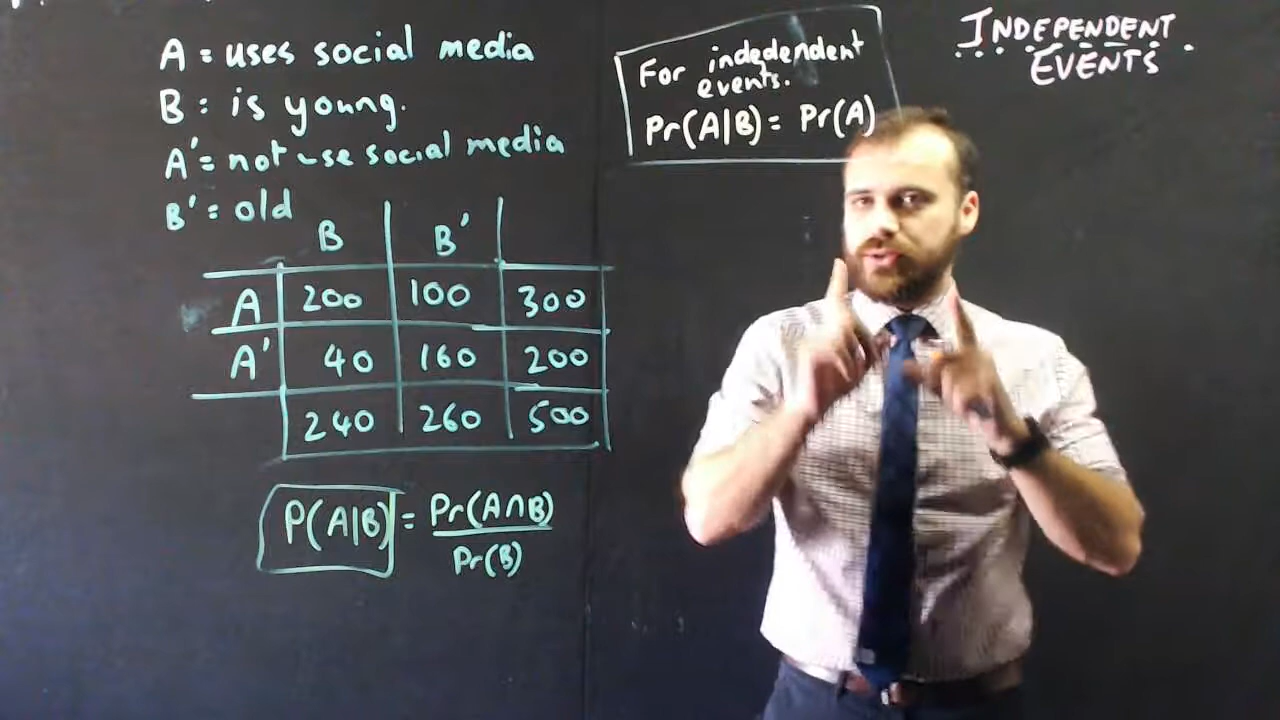 A = uses social media
B : is young.
A' = not use social media
B' = old
B B'
A 200 100 300
A' 40 160 200
240 260 500
P(A|B) = Pr(A∩B)
Pr(B)
For independent
events.
Pr(A|B) = Pr(A)
INDEPENDENT
EVENTS